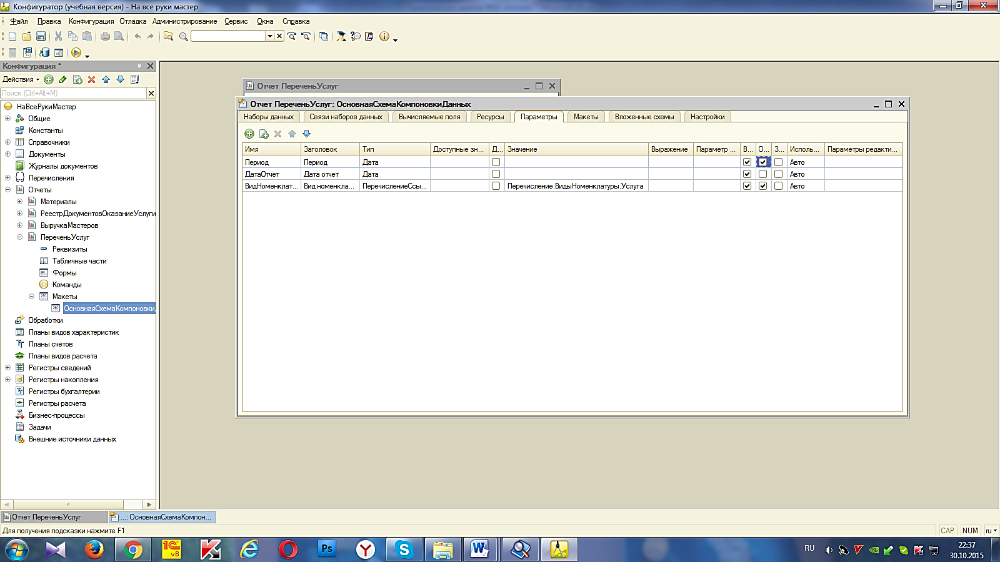 Конфигуратор (учебная версия) - На все руки мастер
Файл Правка Конфигурация Отладка Администрирование Сервис Окна Справка
Конфигурация *
Действия
Поиск (Ctrl+Alt+M)
НаВсеРукиМастер
Общие
Константы
Справочники
Документы
Журналы документов
Перечисления
Отчеты
Материалы
РеестрДокументовОказаниеУслуги
ВыручкаМастеров
ПереченьУслуг
Реквизиты
Табличные части
Формы
Команды
Макеты
ОсновнаяСхемаКомпоновки
Обработки
Планы видов характеристик
Планы счетов
Планы видов расчета
Регистры сведений
Регистры накопления
Регистры бухгалтерии
Регистры расчета
Бизнес-процессы
Задачи
Внешние источники данных
Отчет ПереченьУслуг
Отчет ПереченьУслуг: ОсновнаяСхемаКомпоновкиДанных
Наборы данных Связи наборов данных Вычисляемые поля Ресурсы Параметры Макеты Вложенные схемы Настройки
Имя Заголовок Тип Доступные зн... Д... Значение Выражение Параметр ... В... О... З... Исполь... Параметры редакти...
Период Период Дата Авто
ДатаОтчет Дата отчет Дата Авто
ВидНоменклат... Вид номенкла... ПеречислениеСсы... Перечисление.ВидыНоменклатуры.Услуга Авто
Отчет ПереченьУслуг ...: ОсновнаяСхемаКомпон...
Для получения подсказки нажмите F1
CAP NUM ru
1С v8 Ps
RU
22:37
30.10.2015